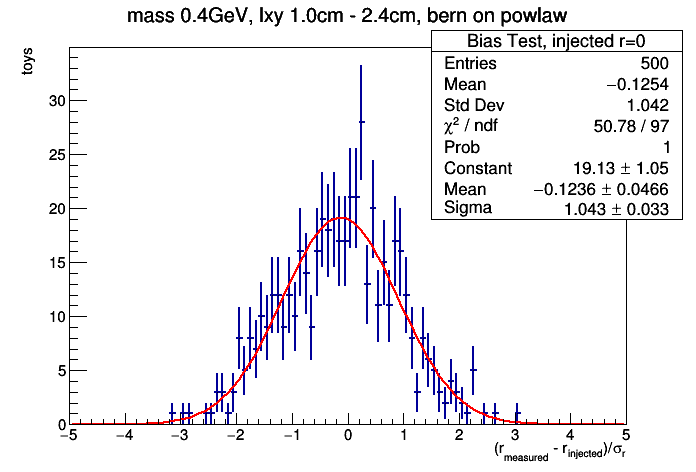 mass 0.4GeV, lxy 1.0cm - 2.4cm, bern on powlaw
toys
Bias Test, injected r=0
Entries 500
Mean −0.1254
Std Dev 1.042
χ² / ndf 50.78 / 97
Prob 1
Constant 19.13 ± 1.05
Mean −0.1236 ± 0.0466
Sigma 1.043 ± 0.033
30
25
20
15
10
5
0
−5 −4 −3 −2 −1 0 1 2 3 4 5
(r_measured - r_injected)/σ_r